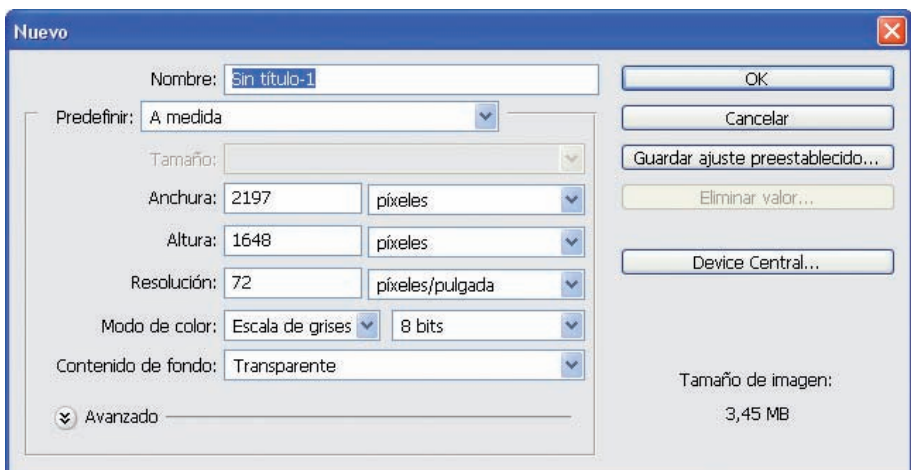 Nuevo
Nombre: Sin título-1
OK
Predefinir: A medida
Cancelar
Tamaño:
Guardar ajuste preestablecido...
Anchura: 2197 píxeles
Eliminar valor...
Altura: 1648 píxeles
Device Central...
Resolución: 72 píxeles/pulgada
Modo de color: Escala de grises 8 bits
Contenido de fondo: Transparente
Tamaño de imagen:
3,45 MB
Avanzado